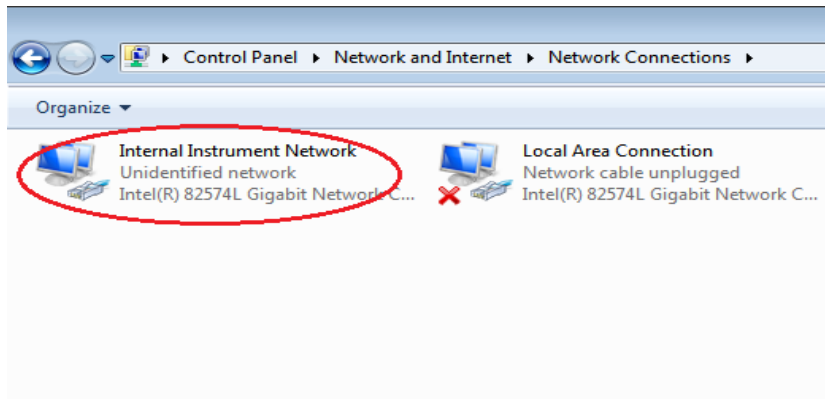 Control Panel ▸ Network and Internet ▸ Network Connections ▸
Organize ▾
Internal Instrument Network
Unidentified network
Intel(R) 82574L Gigabit Network C...
Local Area Connection
Network cable unplugged
Intel(R) 82574L Gigabit Network C...